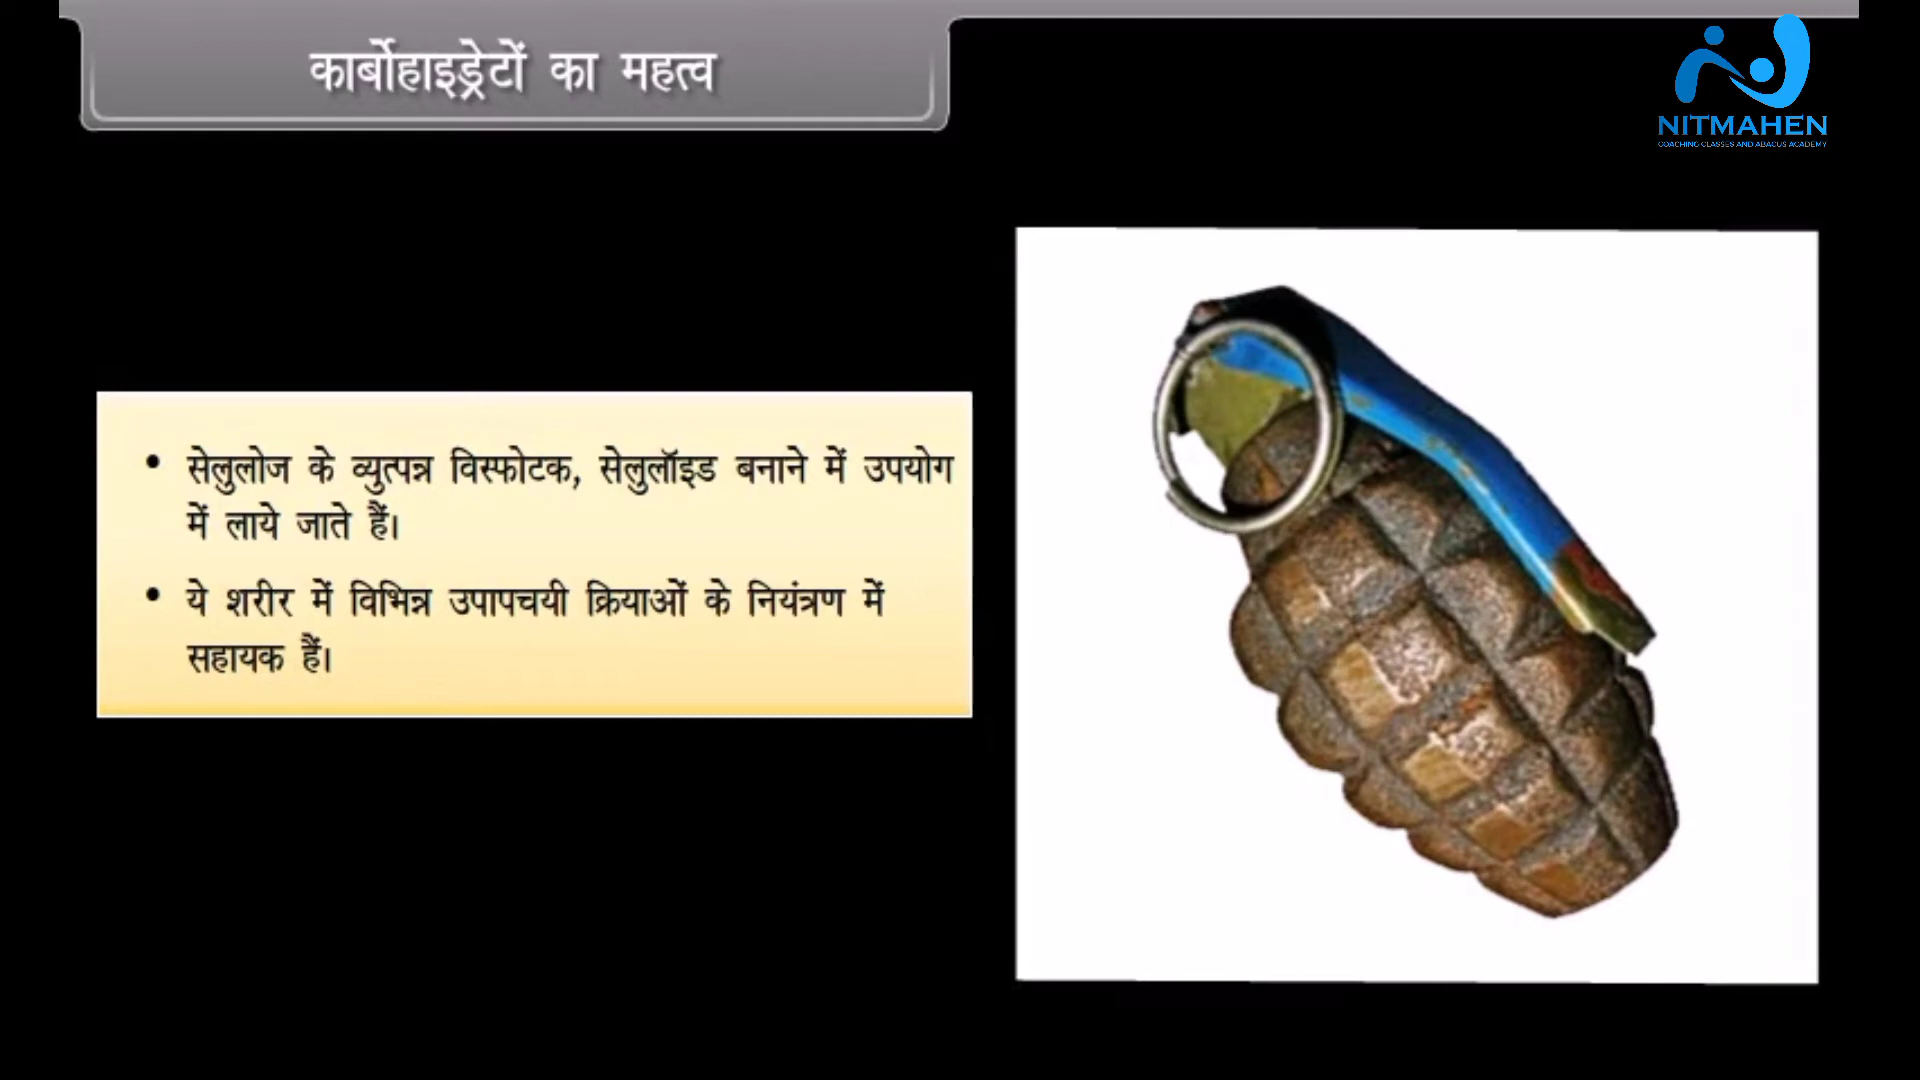 कार्बोहाइड्रेटों का महत्व
NITMAHEN
COACHING CLASSES AND ABACUS ACADEMY
• सेलुलोज के व्युत्पन्न विस्फोटक, सेलुलॉइड बनाने में उपयोग
में लाये जाते हैं।
• ये शरीर में विभिन्न उपापचयी क्रियाओं के नियंत्रण में
सहायक हैं।